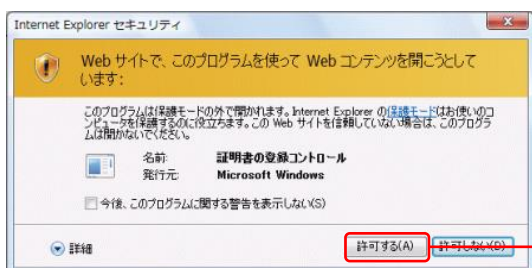 Internet Explorer セキュリティ
Web サイトで、このプログラムを使って Web コンテンツを開こうとして
います:
このプログラムは保護モードの外で開かれます。Internet Explorer の保護モードはお使いのコ
ンピュータを保護するのに役立ちます。この Web サイトを信頼していない場合は、このプログラ
ムは開かないでください。
名前 証明書の登録コントロール
発行元 Microsoft Windows
今後、このプログラムに関する警告を表示しない(S)
詳細 許可する(A) 許可しない(D)